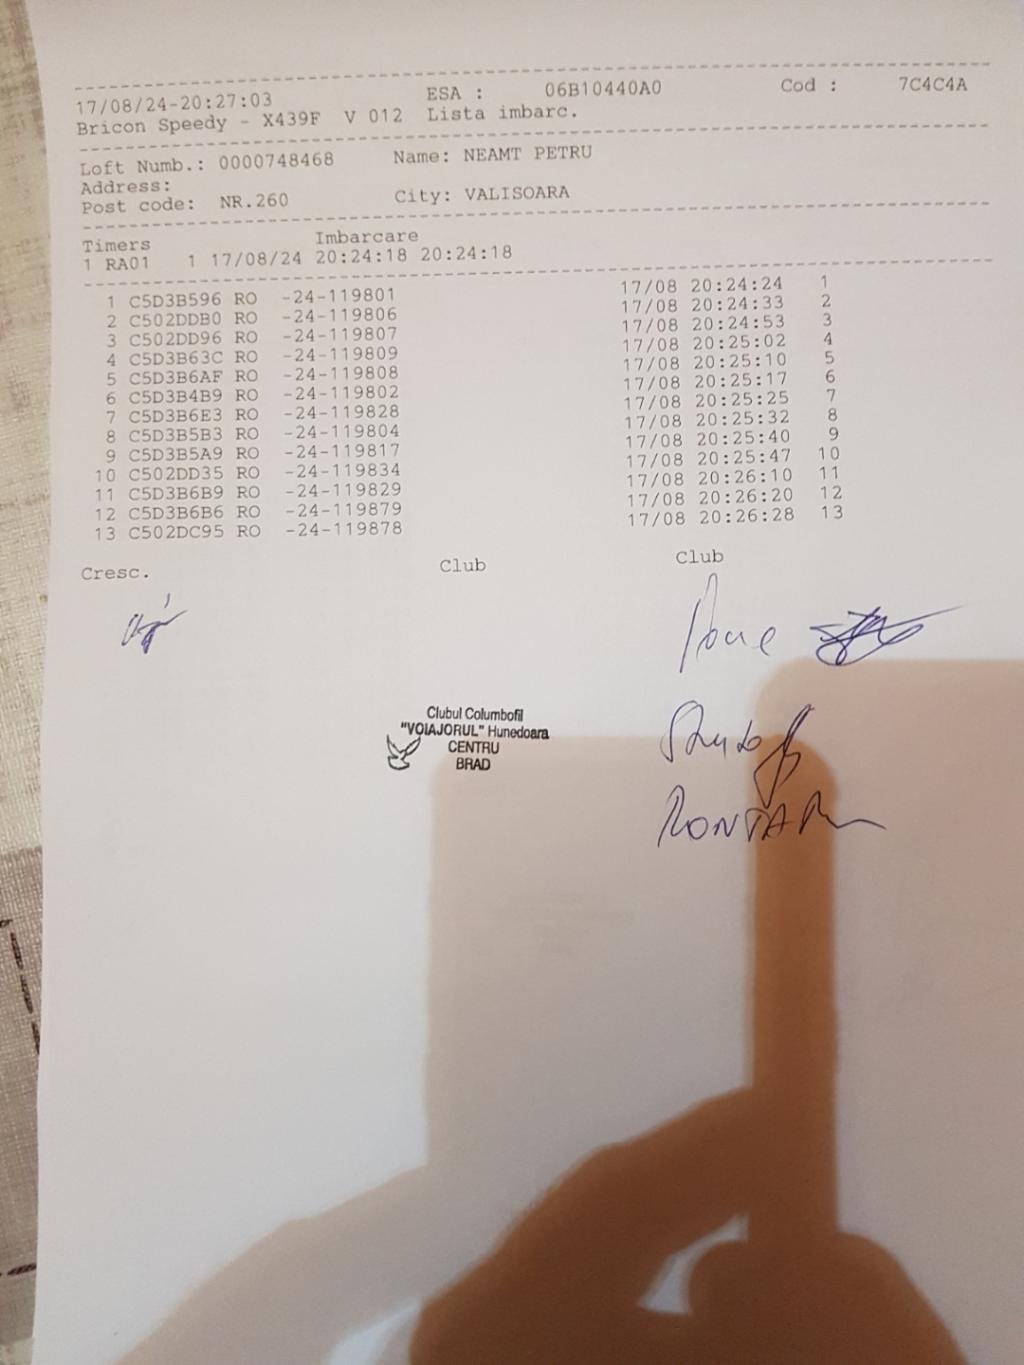 17/08/24-20:27:03 ESA : 06B10440A0 Cod : 7C4C4A
Bricon Speedy - X439F V 012 Lista imbarc.
Loft Numb.: 0000748468 Name: NEAMT PETRU
Address:
Post code: NR.260 City: VALISOARA
Timers Imbarcare
1 RA01 1 17/08/24 20:24:18 20:24:18
1 C5D3B596 RO -24-119801 17/08 20:24:24 1
2 C502DDB0 RO -24-119806 17/08 20:24:33 2
3 C502DD96 RO -24-119807 17/08 20:24:53 3
4 C5D3B63C RO -24-119809 17/08 20:25:02 4
5 C5D3B6AF RO -24-119808 17/08 20:25:10 5
6 C5D3B4B9 RO -24-119802 17/08 20:25:17 6
7 C5D3B6E3 RO -24-119828 17/08 20:25:25 7
8 C5D3B5B3 RO -24-119804 17/08 20:25:32 8
9 C5D3B5A9 RO -24-119817 17/08 20:25:40 9
10 C502DD35 RO -24-119834 17/08 20:25:47 10
11 C5D3B6B9 RO -24-119829 17/08 20:26:10 11
12 C5D3B6B6 RO -24-119879 17/08 20:26:20 12
13 C502DC95 RO -24-119878 17/08 20:26:28 13
Cresc. Club Club
Clubul Columbofil
"VOIAJORUL" Hunedoara
CENTRU
BRAD